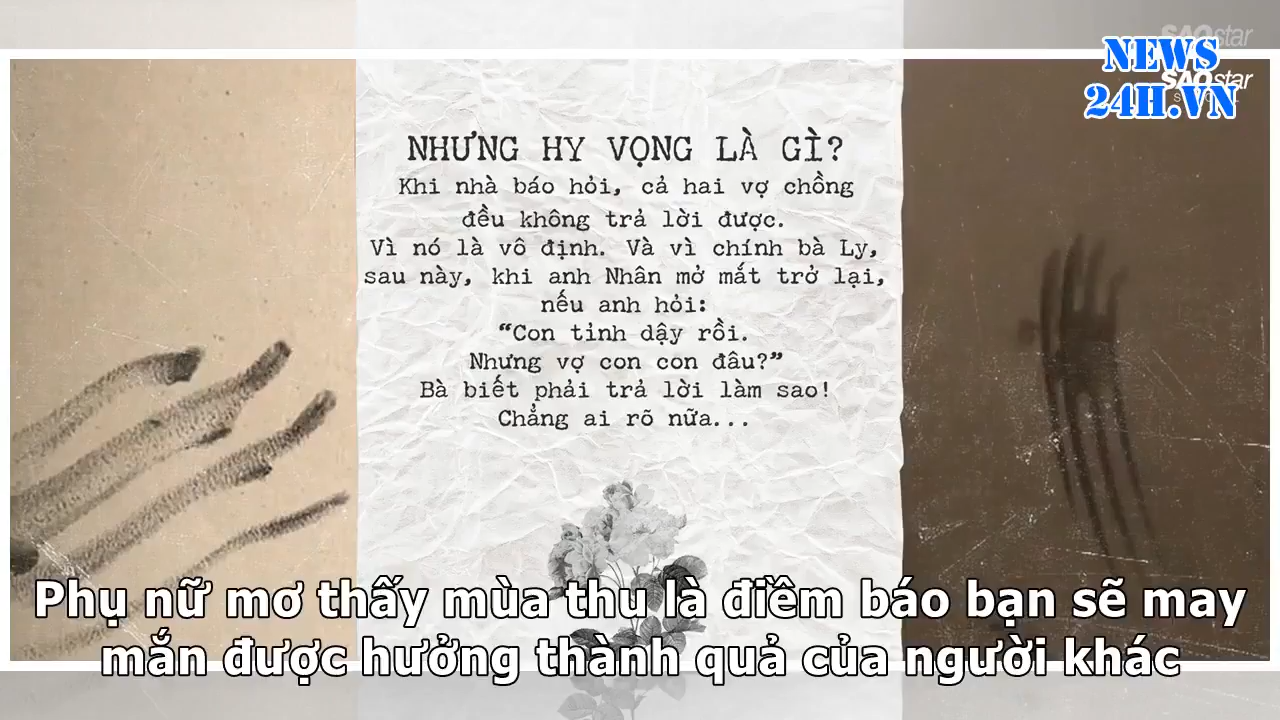 SAOstar
NEWS
SAOstar
24H.VN
NHƯNG HY VỌNG LÀ GÌ?
Khi nhà báo hỏi, cả hai vợ chồng
đều không trả lời được.
Vì nó là vô định. Và vì chính bà Ly,
sau này, khi anh Nhân mở mắt trở lại,
nếu anh hỏi:
“Con tỉnh dậy rồi.
Nhưng vợ con con đâu?”
Bà biết phải trả lời làm sao!
Chẳng ai rõ nữa...
Phụ nữ mơ thấy mùa thu là điềm báo bạn sẽ may
mắn được hưởng thành quả của người khác